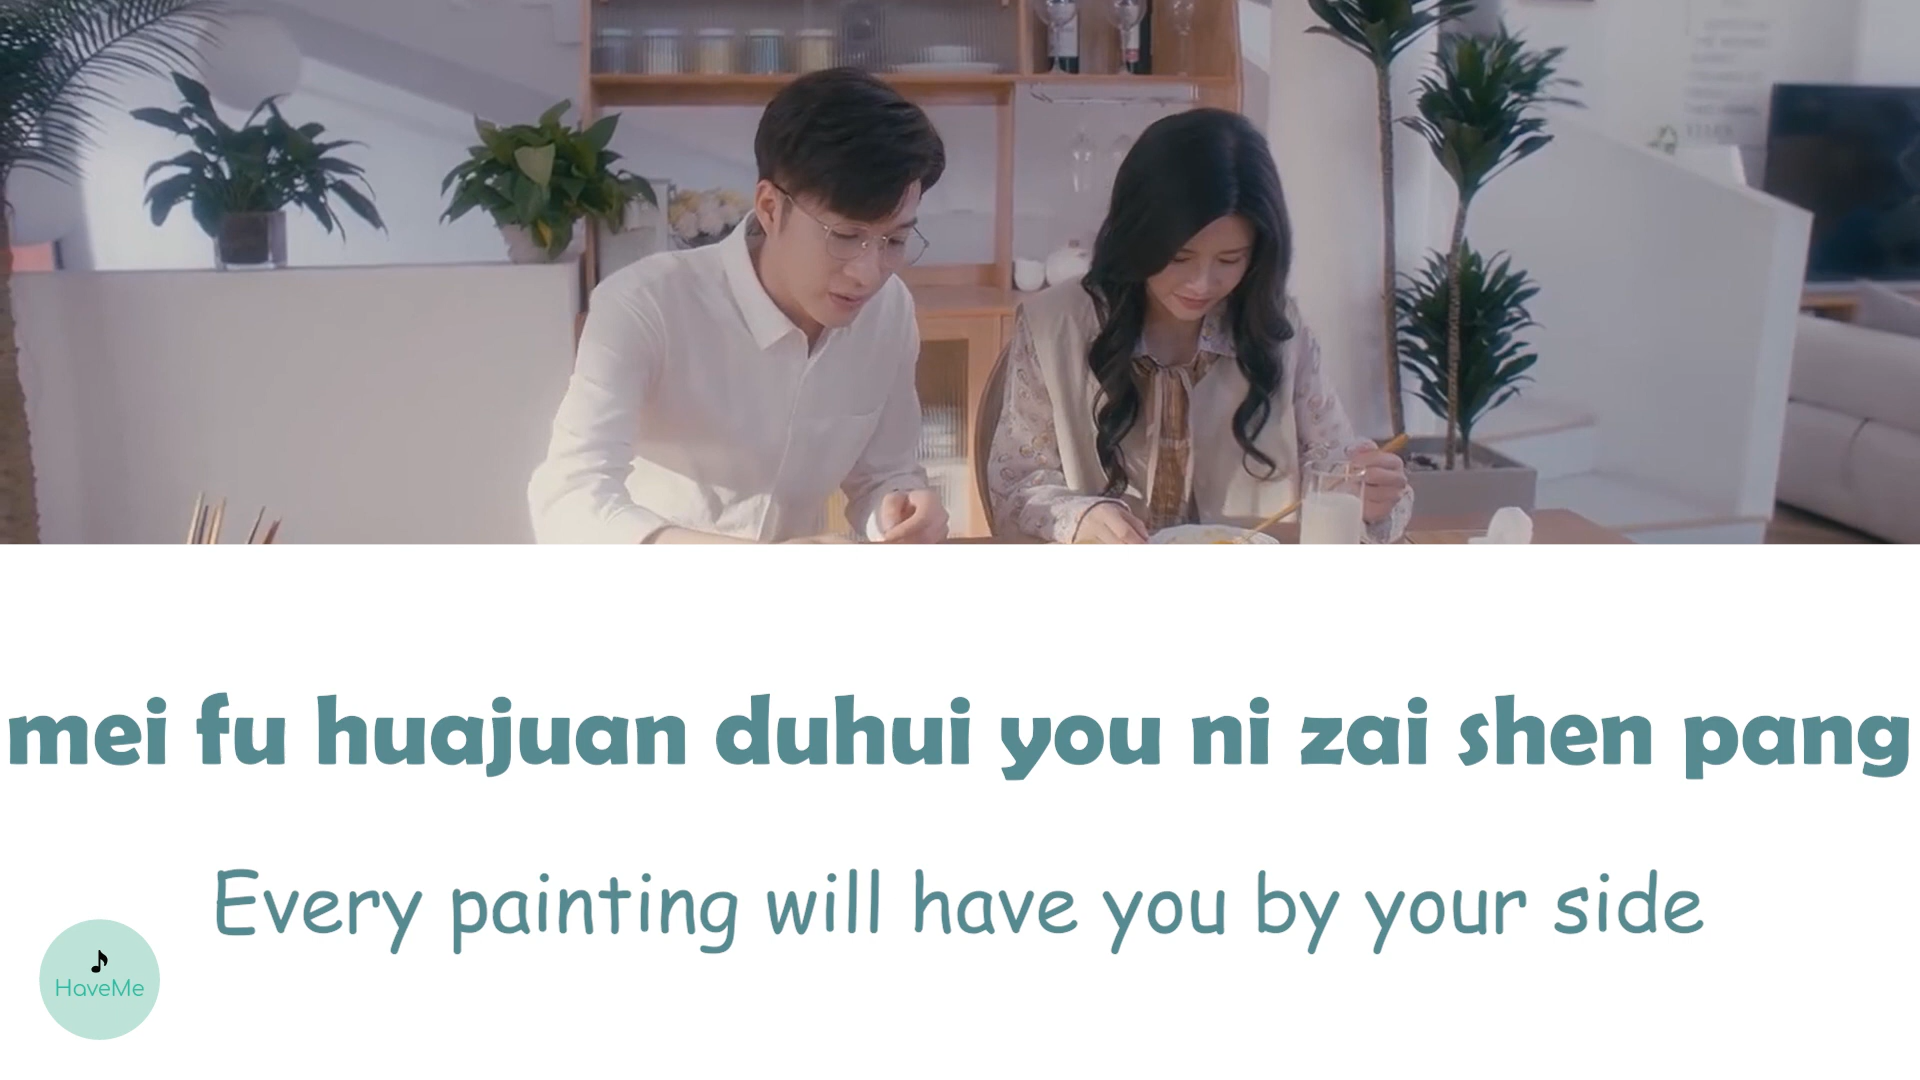 mei fu huajuan duhui you ni zai shen pang
Every painting will have you by your side
HaveMe